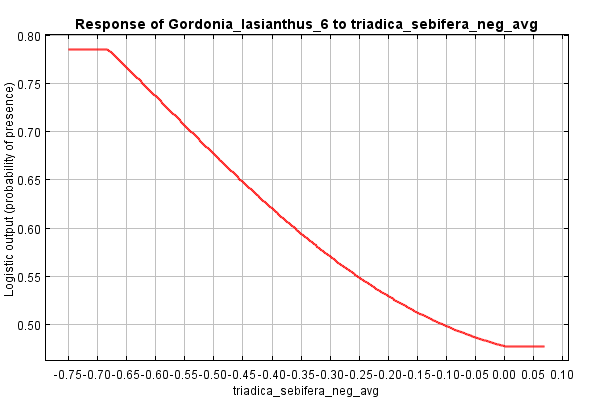 Response of Gordonia_lasianthus_6 to triadica_sebifera_neg_avg
Logistic output (probability of presence)
0.80
0.75
0.70
0.65
0.60
0.55
0.50
-0.75 -0.70 -0.65 -0.60 -0.55 -0.50 -0.45 -0.40 -0.35 -0.30 -0.25 -0.20 -0.15 -0.10 -0.05 0.00 0.05 0.10
triadica_sebifera_neg_avg